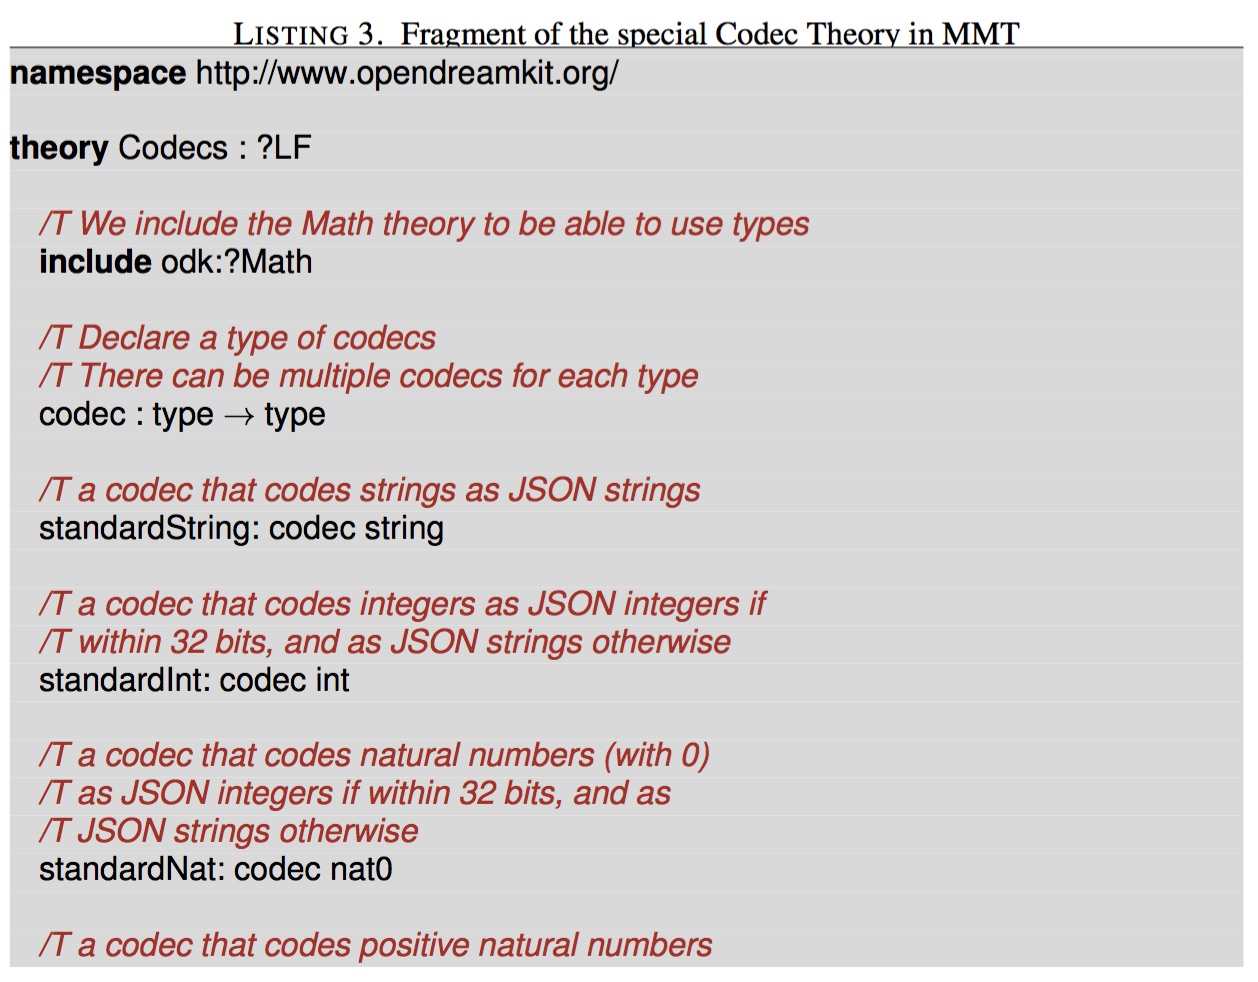 LISTING 3. Fragment of the special Codec Theory in MMT
namespace http://www.opendreamkit.org/
theory Codecs : ?LF
/T We include the Math theory to be able to use types
include odk:?Math
/T Declare a type of codecs
/T There can be multiple codecs for each type
codec : type → type
/T a codec that codes strings as JSON strings
standardString: codec string
/T a codec that codes integers as JSON integers if
/T within 32 bits, and as JSON strings otherwise
standardInt: codec int
/T a codec that codes natural numbers (with 0)
/T as JSON integers if within 32 bits, and as
/T JSON strings otherwise
standardNat: codec nat0
/T a codec that codes positive natural numbers